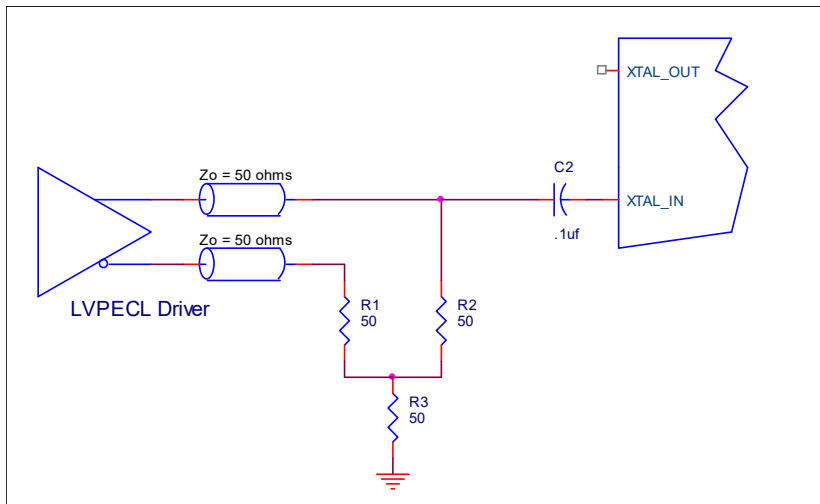 XTAL_OUT
C2
Zo = 50 ohms
XTAL_IN
.1uf
Zo = 50 ohms
LVPECL Driver
R1
50
R2
50
R3
50